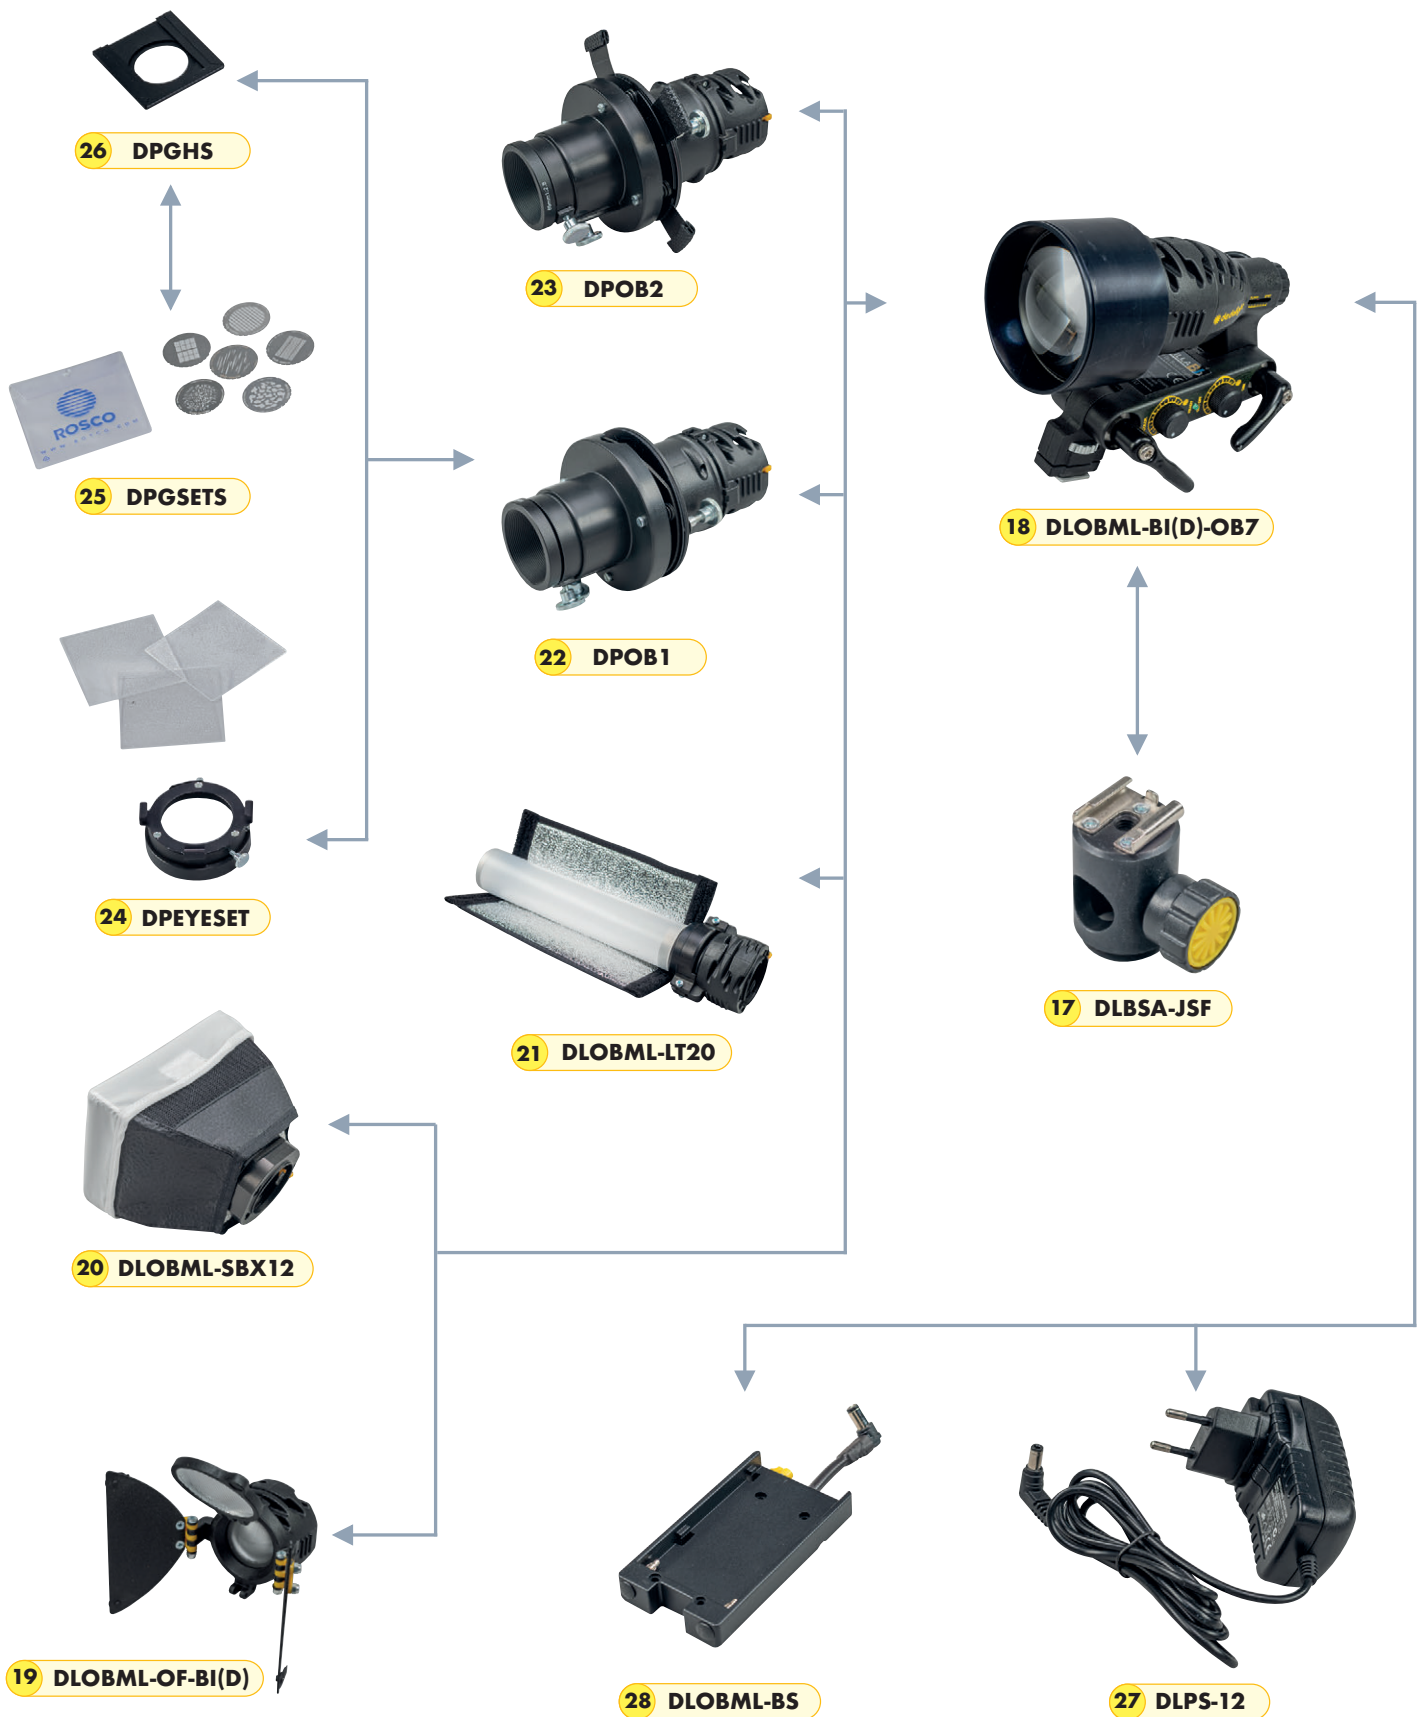 26 DPGHS
23 DPOB2
ROSCO
25 DPGSETS
18 DLOBML-BI(D)-OB7
22 DPOB1
24 DPEYESET
17 DLBSA-JSF
21 DLOBML-LT20
20 DLOBML-SBX12
19 DLOBML-OF-BI(D)
28 DLOBML-BS
27 DLPS-12